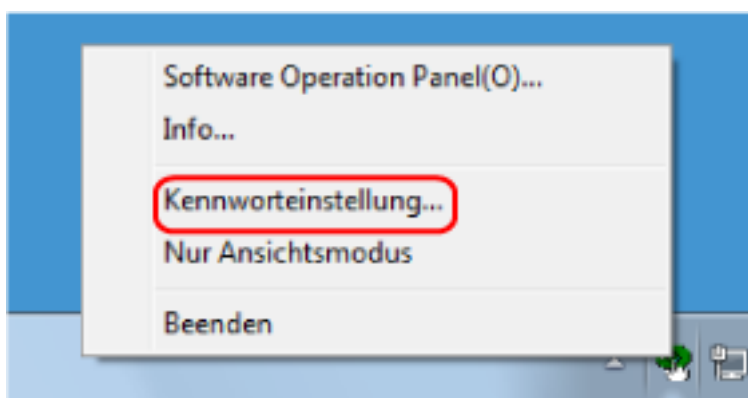 Software Operation Panel(O)...
Info...
Kennworteinstellung...
Nur Ansichtsmodus
Beenden